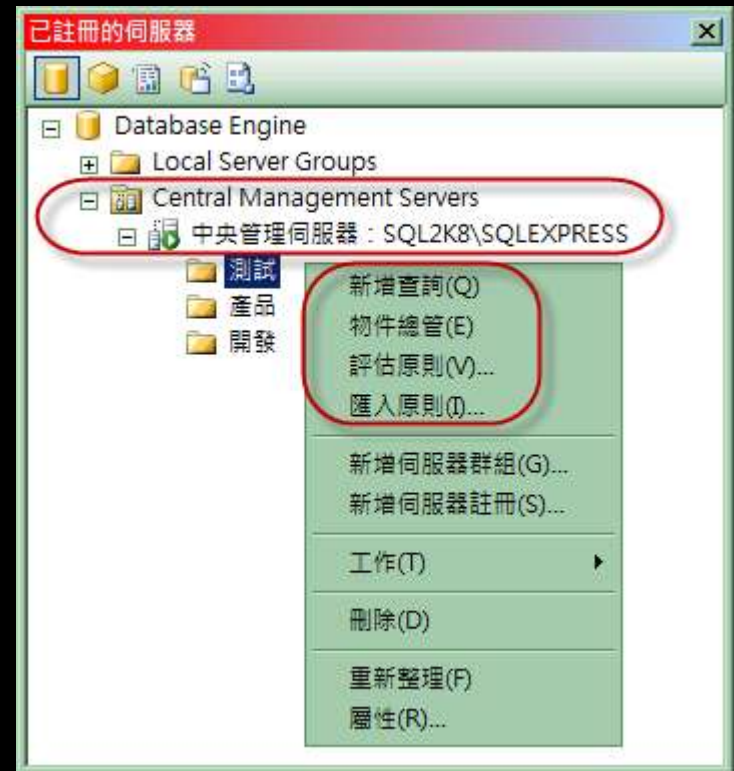 已註冊的伺服器
Database Engine
Local Server Groups
Central Management Servers
中央管理伺服器：SQL2K8\SQLEXPRESS
測試
產品
開發
新增查詢(Q)
物件總管(E)
評估原則(V)...
匯入原則(I)...
新增伺服器群組(G)...
新增伺服器註冊(S)...
工作(T)
刪除(D)
重新整理(F)
屬性(R)...